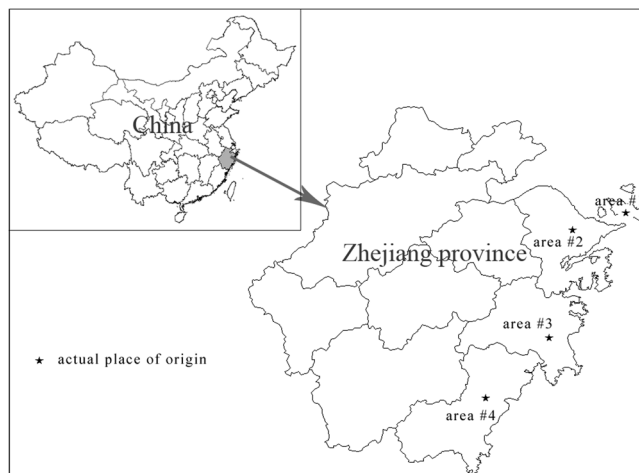 China
area #
area #2
Zhejiang province
area #3
★ actual place of origin
area #4